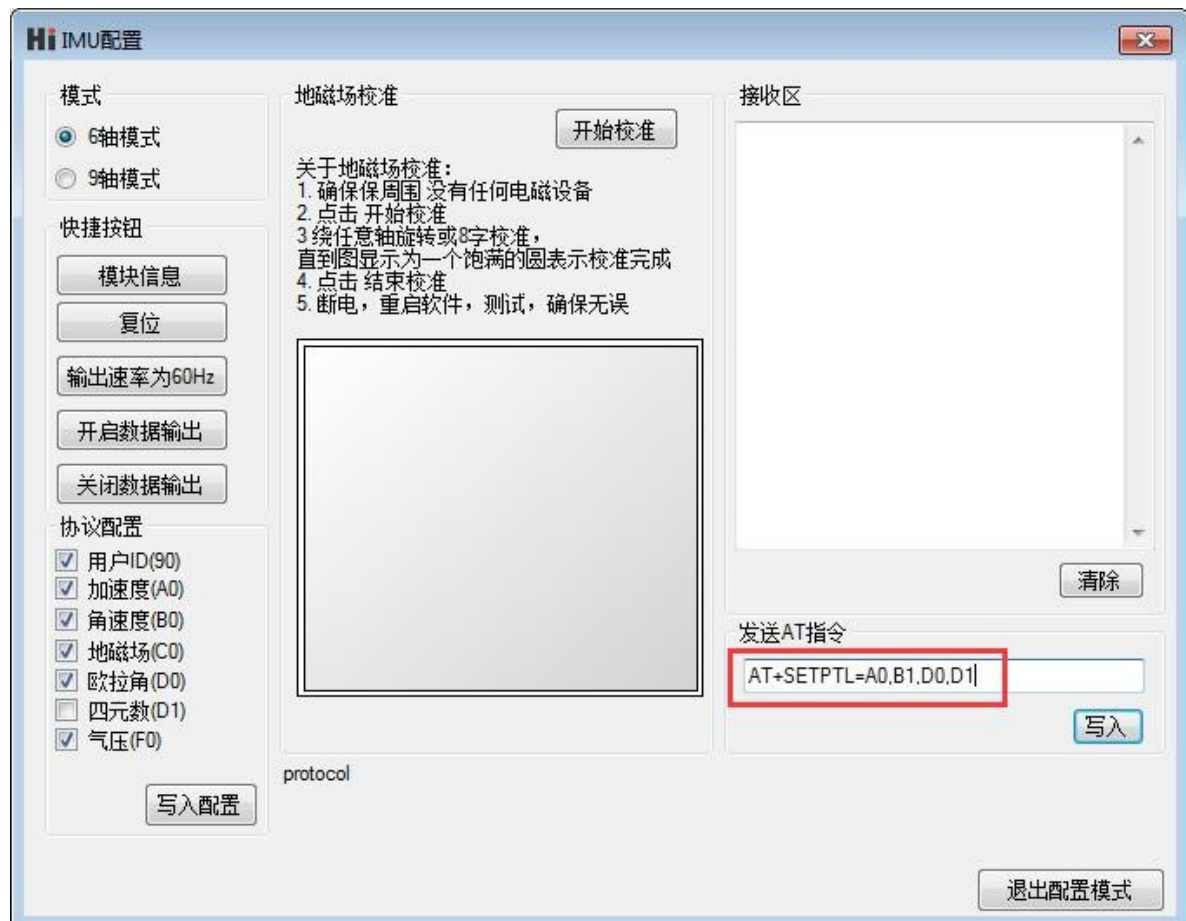 Hi IMU配置
模式
6轴模式
9轴模式
快捷按钮
模块信息
复位
输出速率为60Hz
开启数据输出
关闭数据输出
协议配置
用户ID(90)
加速度(A0)
角速度(B0)
地磁场(C0)
欧拉角(D0)
四元数(D1)
气压(F0)
写入配置
地磁场校准
开始校准
关于地磁场校准：
1. 确保保周围 没有任何电磁设备
2. 点击 开始校准
3 绕任意轴旋转或8字校准，
直到图显示为一个饱满的圆表示校准完成
4. 点击 结束校准
5. 断电，重启软件，测试，确保无误
protocol
接收区
清除
发送AT指令
AT+SETPTL=A0,B1,D0,D1
写入
退出配置模式